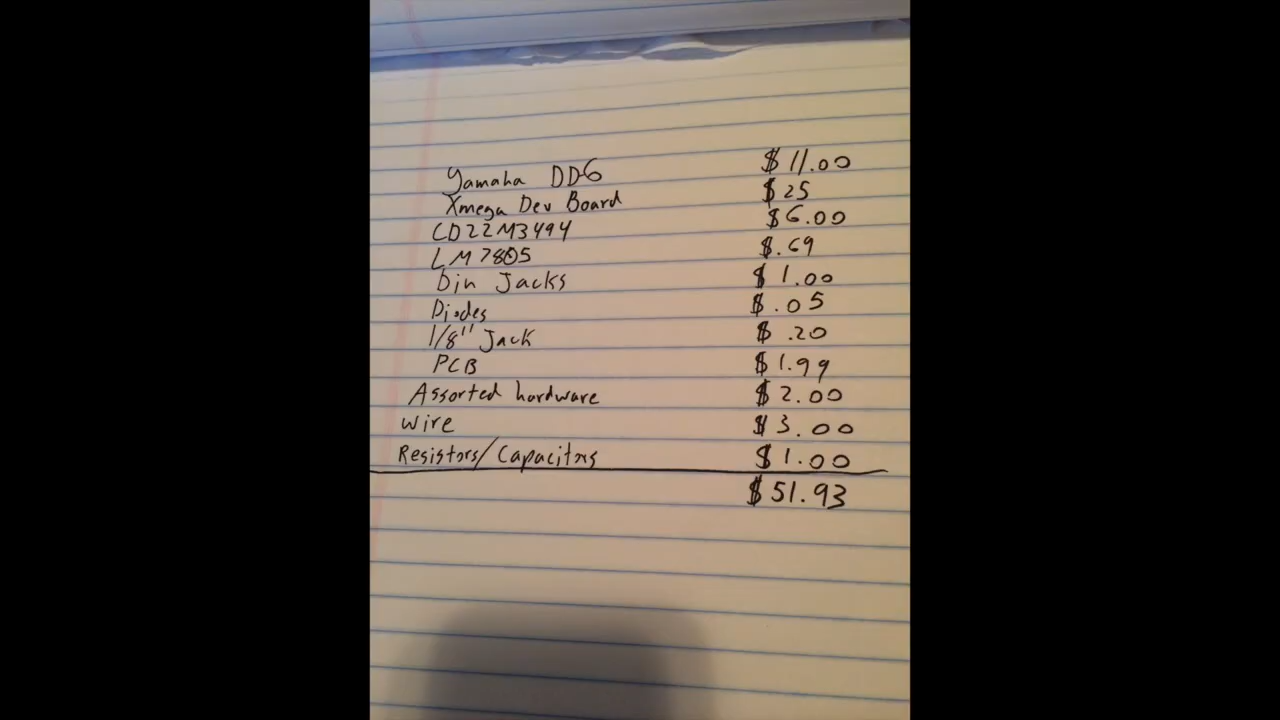 Yamaha DD6 $11.00
Xmega Dev Board $25
CD22M3494 $6.00
LM7805 $.69
Din Jacks $1.00
Diodes $.05
1/8" Jack $.20
PCB $1.99
Assorted hardware $2.00
Wire $3.00
Resistors/Capacitors $1.00
$51.93